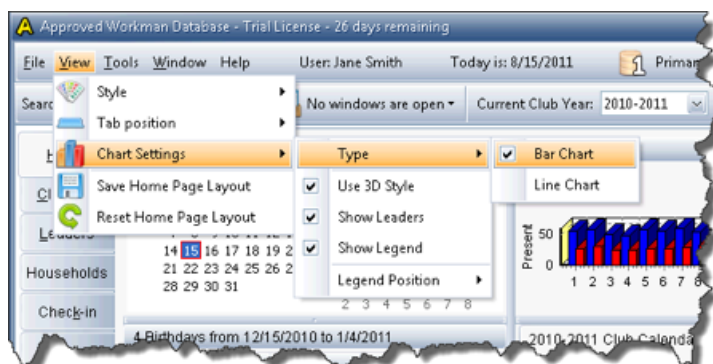 Approved Workman Database - Trial License - 26 days remaining
File View Tools Window Help User: Jane Smith Today is: 8/15/2011
No windows are open Current Club Year: 2010-2011
Style
Tab position
Chart Settings
Save Home Page Layout
Reset Home Page Layout
Type
Use 3D Style
Show Leaders
Show Legend
Legend Position
Bar Chart
Line Chart
Households
Check-in
14 15 16 17 18 19 2
21 22 23 24 25 26 2
28 29 30 31
2 3 4 5 6 7 8
Present
50
0
1 2 3 4 5 6 7 8
4 Birthdays from 12/15/2010 to 1/4/2011
2010-2011 Club Calenda